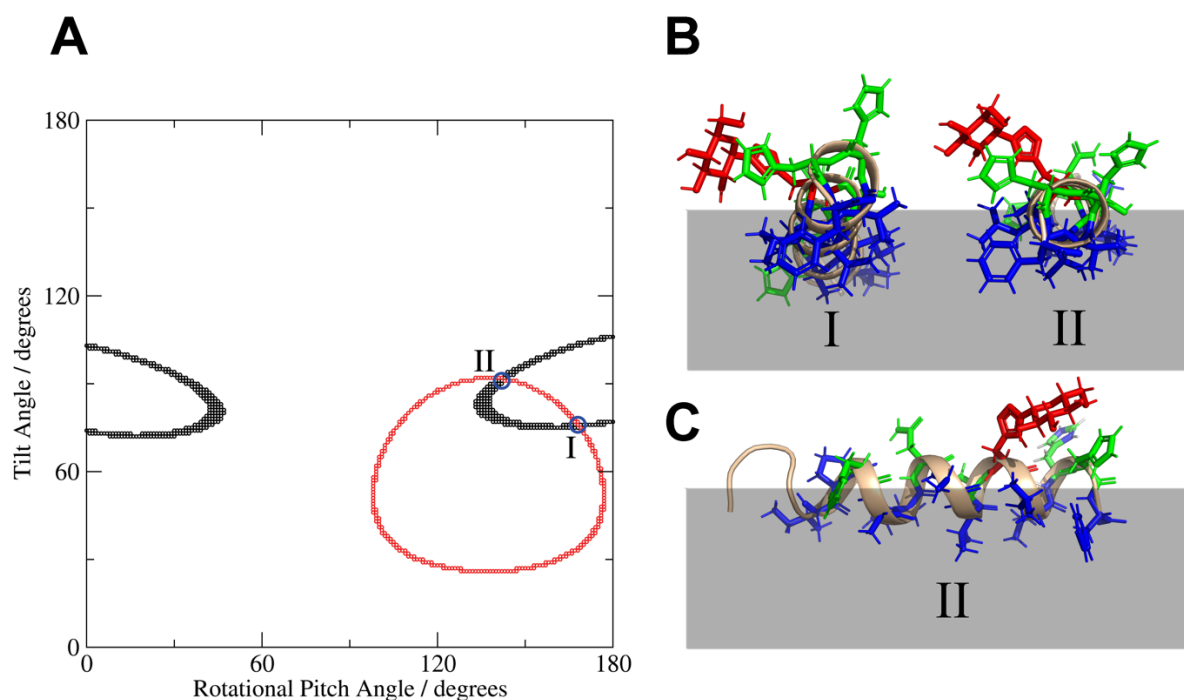 A
B
180
120
60
0
Tilt Angle / degrees
II
I
0
60
120
180
Rotational Pitch Angle / degrees
I
II
C
II